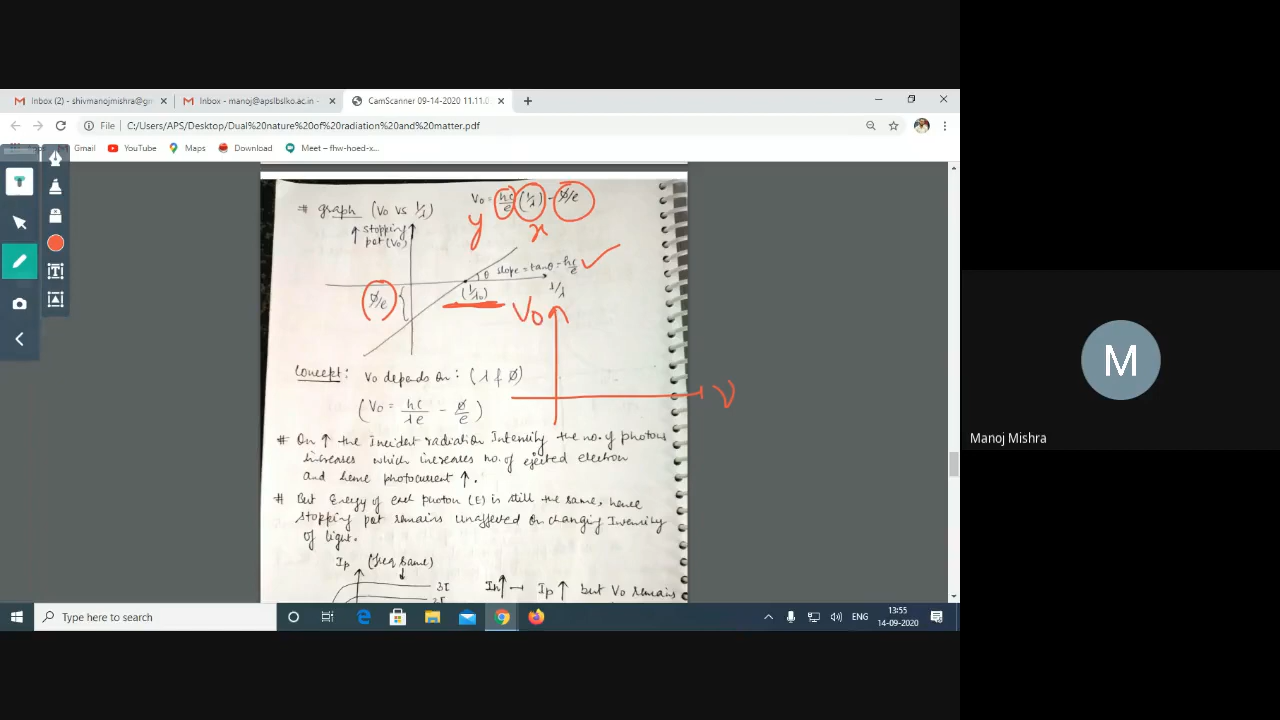 Inbox (2) - shivmanojmishra@gm
Inbox - manoj@apslbslko.ac.in -
CamScanner 09-14-2020 11.11.0
File
C:/Users/APS/Desktop/Dual%20nature%20of%20radiation%20and%20matter.pdf
Gmail YouTube Maps Download Meet – fhw-hoed-x...
# graph (V0 vs 1/λ)
V0 = hc/e (1/λ) - ϕ/e
y x
stopping
pot (V0)
θ slope = tanθ = hc/e
1/λ
(1/λ0)
ϕ/e
V0
ν
Concept: V0 depends on: (λ & ϕ)
(V0 = hc/λe - ϕ/e)
# On ↑ the Incident radiation Intensity the no. of photons
increases which increases no. of ejected electron
and hence photocurrent ↑.
# But Energy of each photon (E) is still the same, hence
stopping pot remains unaffected on changing Intensity
of light.
Ip (freq same)
3I
2I
In↑ → Ip ↑ but V0 remains
M
Manoj Mishra
Type here to search
ENG
13:55
14-09-2020